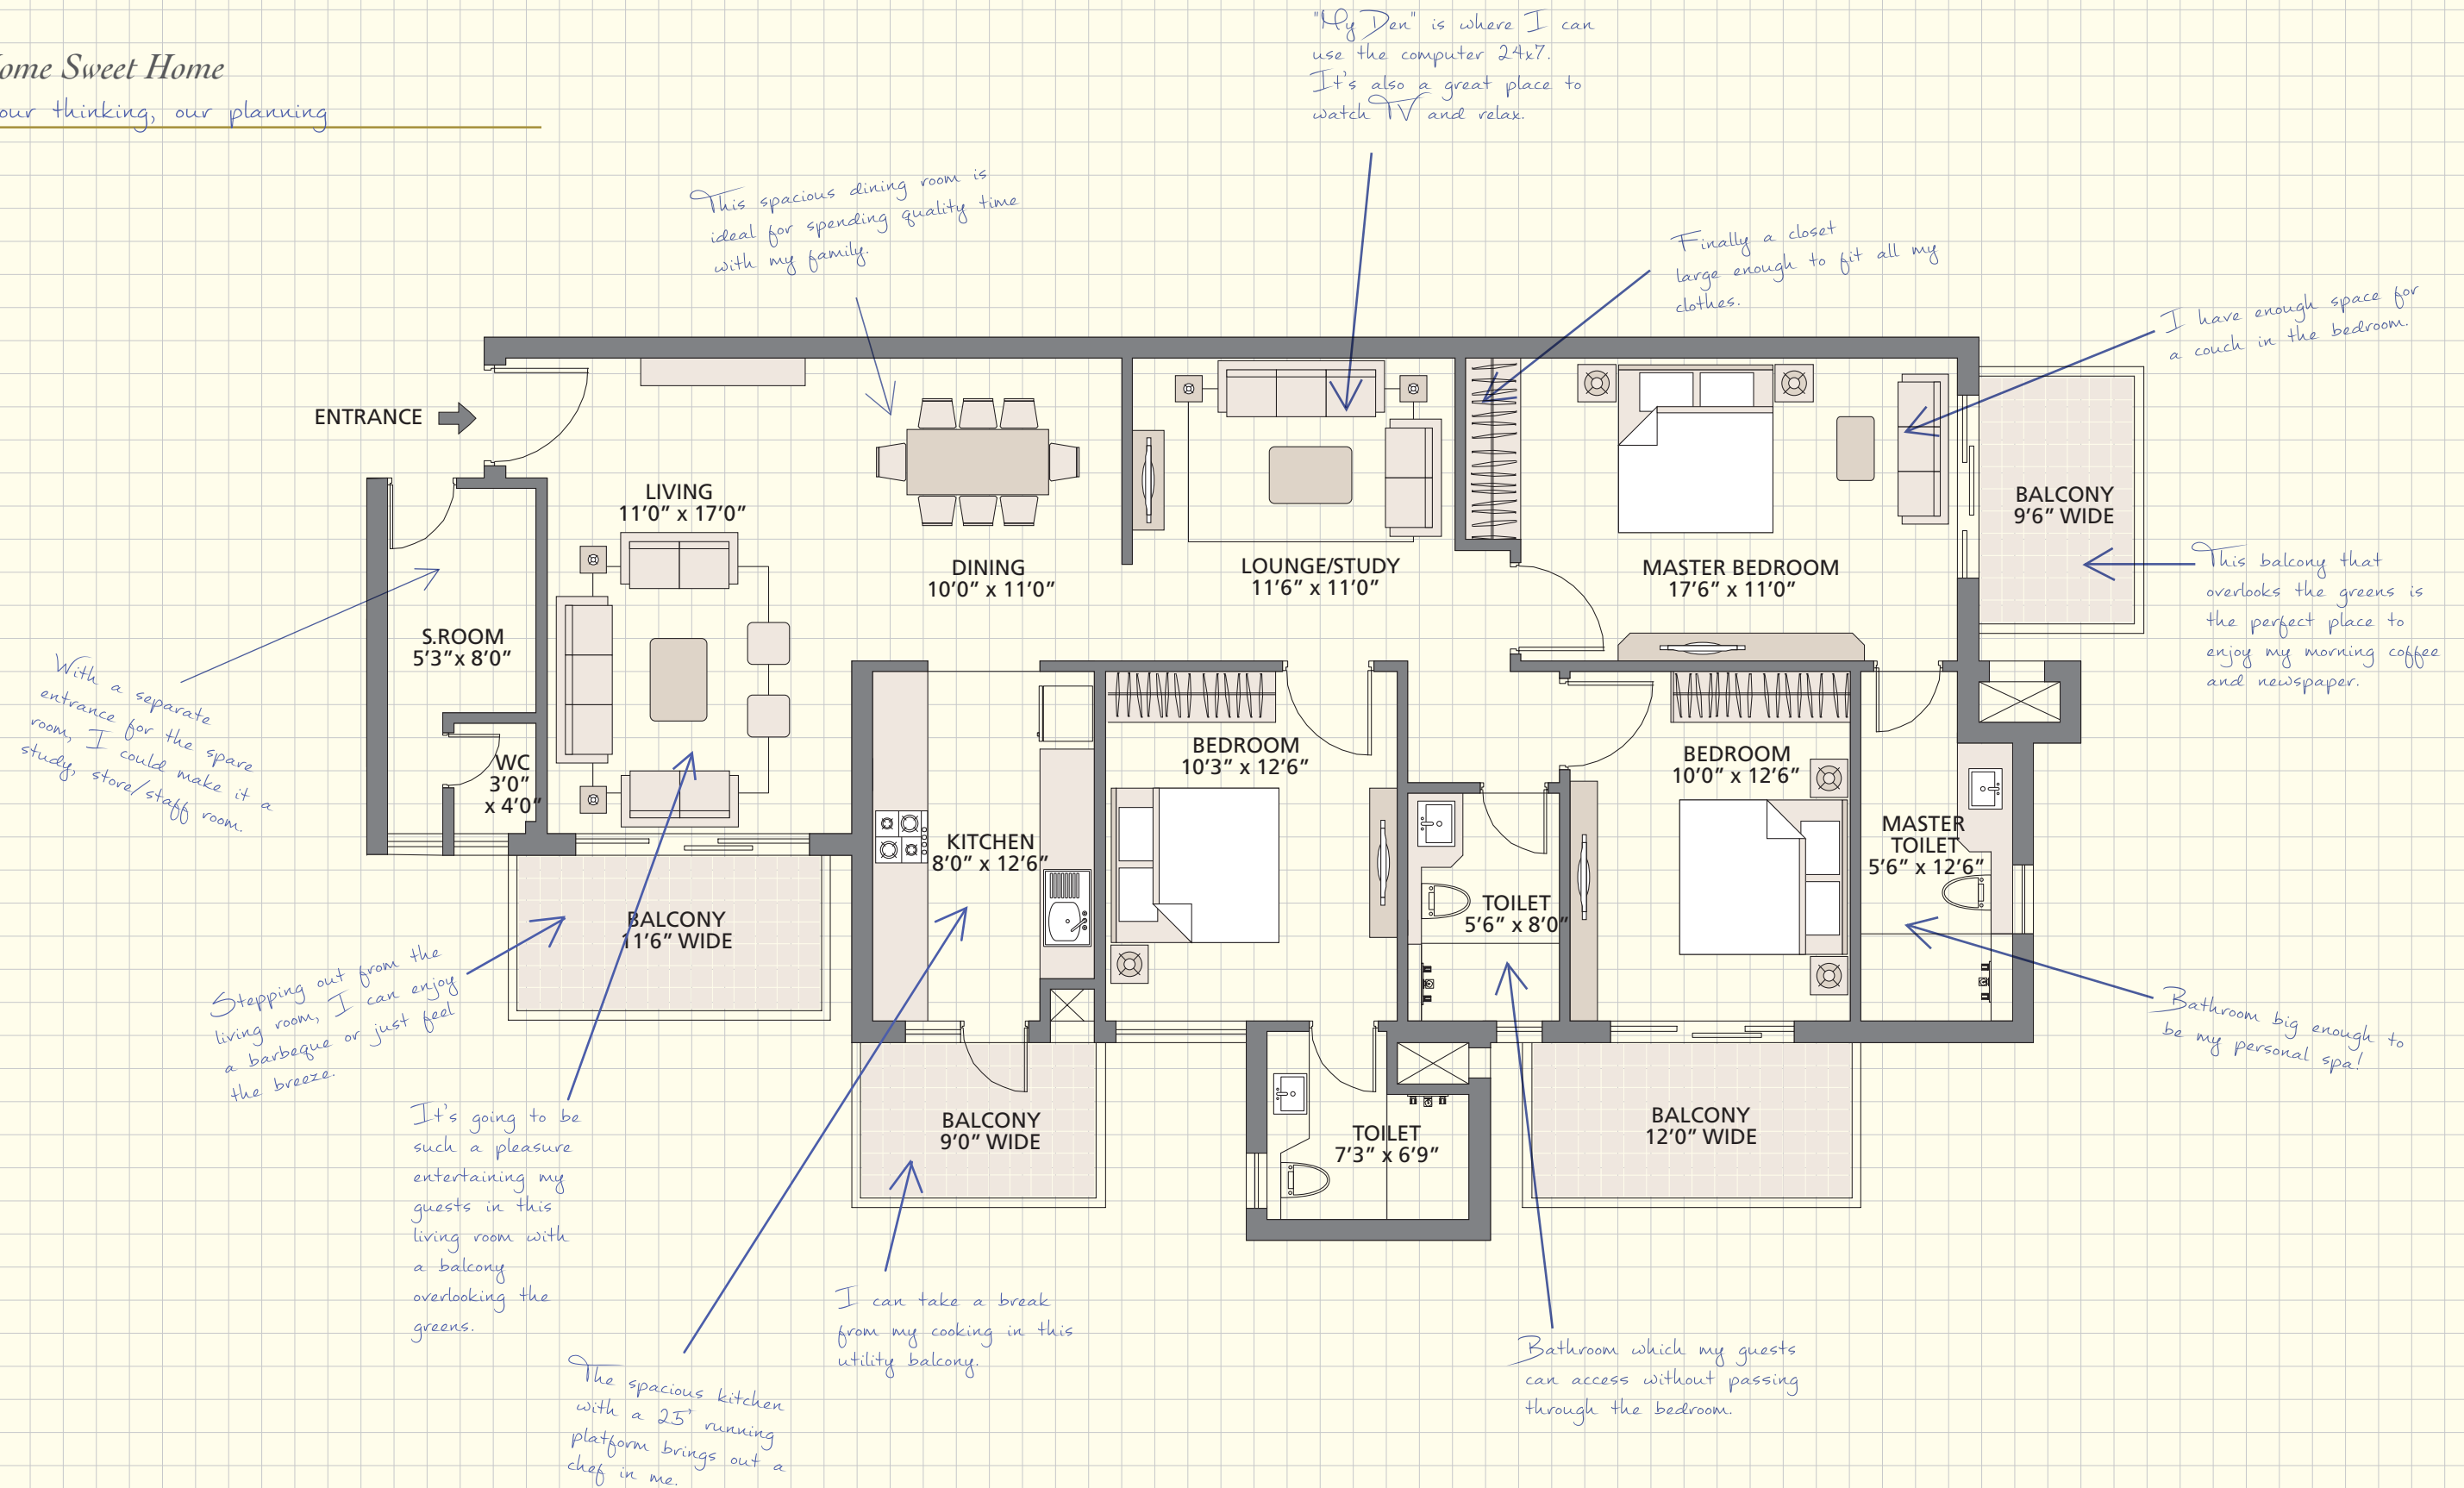 ome Sweet Home
our thinking, our planning
"My Den" is where I can
use the computer 24x7.
It's also a great place to
watch TV and relax.
This spacious dining room is
ideal for spending quality time
with my family.
Finally a closet
large enough to fit all my
clothes.
I have enough space for
a couch in the bedroom.
ENTRANCE
LIVING
11'0" x 17'0"
DINING
10'0" x 11'0"
LOUNGE/STUDY
11'6" x 11'0"
MASTER BEDROOM
17'6" x 11'0"
BALCONY
9'6" WIDE
This balcony that
overlooks the greens is
the perfect place to
enjoy my morning coffee
and newspaper.
S.ROOM
5'3"x 8'0"
With a separate
entrance for the spare
room, I could make it a
study, store/staff room.
WC
3'0"
x 4'0"
KITCHEN
8'0" x 12'6"
BEDROOM
10'3" x 12'6"
TOILET
5'6" x 8'0"
BEDROOM
10'0" x 12'6"
MASTER
TOILET
5'6" x 12'6"
BALCONY
11'6" WIDE
Stepping out from the
living room, I can enjoy
a barbeque or just feel
the breeze.
Bathroom big enough to
be my personal spa!
It's going to be
such a pleasure
entertaining my
guests in this
living room with
a balcony
overlooking the
greens.
BALCONY
9'0" WIDE
TOILET
7'3" x 6'9"
BALCONY
12'0" WIDE
I can take a break
from my cooking in this
utility balcony.
The spacious kitchen
with a 25' running
platform brings out a
chef in me.
Bathroom which my guests
can access without passing
through the bedroom.